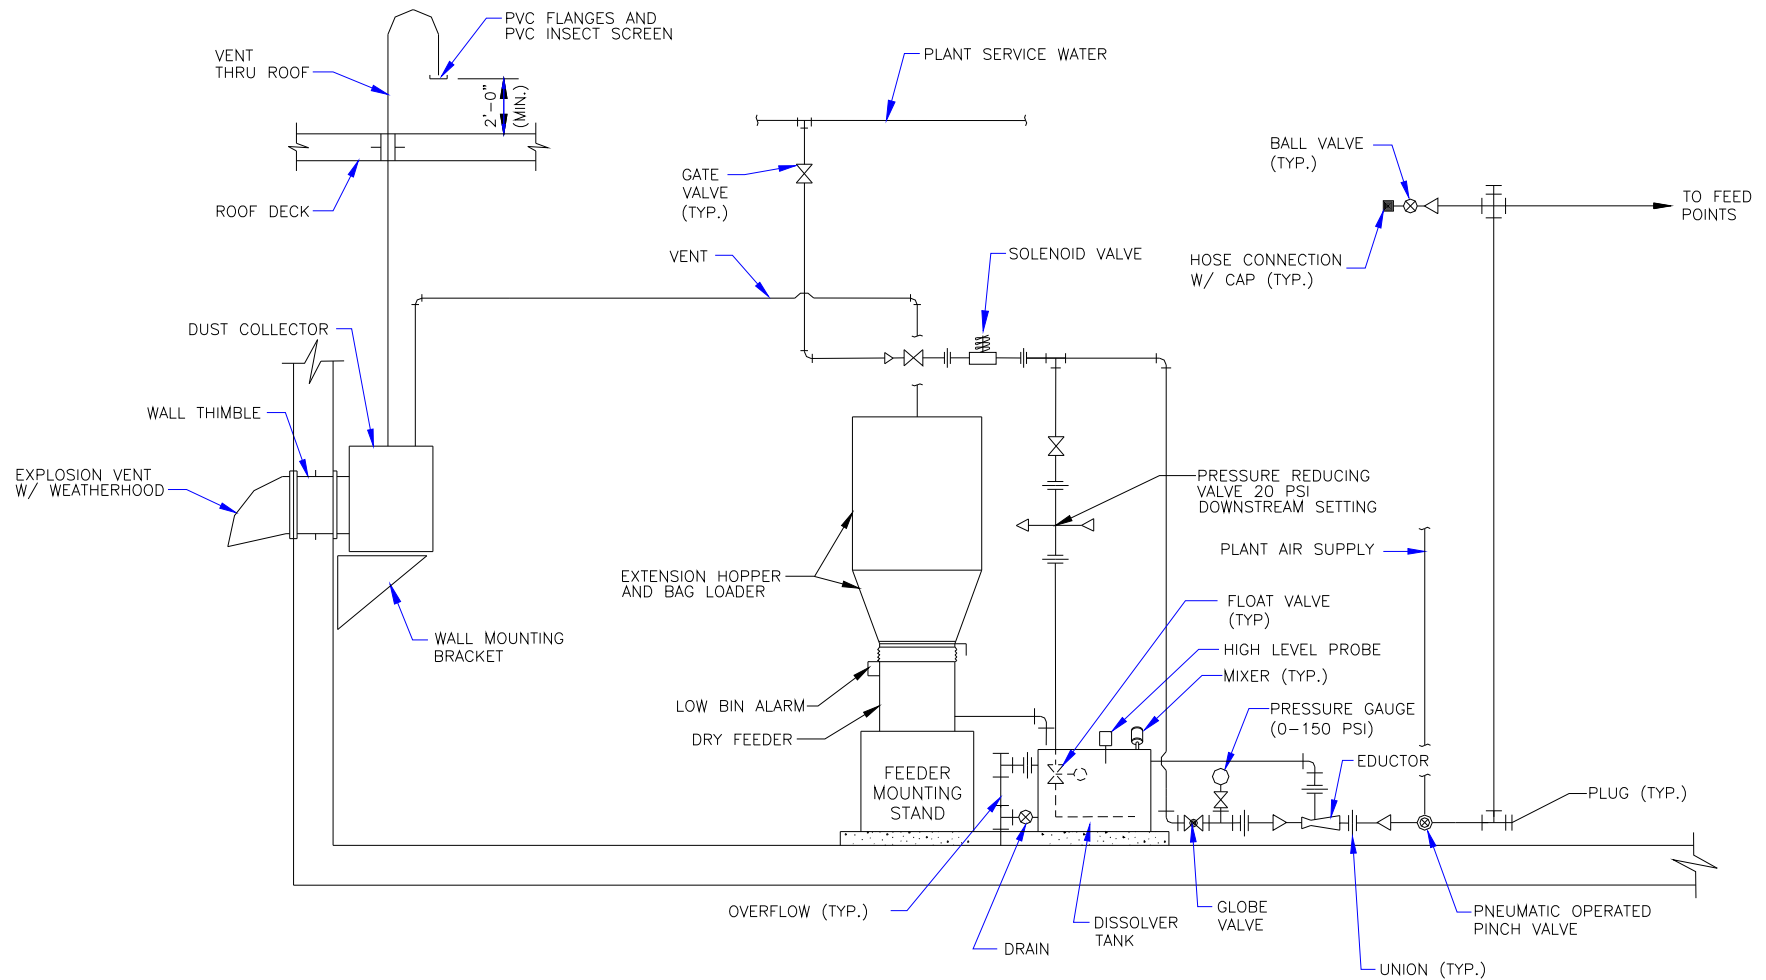 PVC FLANGES AND
PVC INSECT SCREEN
VENT
THRU ROOF
2'-0"
(MIN.)
PLANT SERVICE WATER
BALL VALVE
(TYP.)
GATE
VALVE
(TYP.)
TO FEED
POINTS
ROOF DECK
VENT
SOLENOID VALVE
HOSE CONNECTION
W/ CAP (TYP.)
DUST COLLECTOR
WALL THIMBLE
EXPLOSION VENT
W/ WEATHERHOOD
PRESSURE REDUCING
VALVE 20 PSI
DOWNSTREAM SETTING
PLANT AIR SUPPLY
EXTENSION HOPPER
AND BAG LOADER
FLOAT VALVE
(TYP)
WALL MOUNTING
BRACKET
HIGH LEVEL PROBE
MIXER (TYP.)
LOW BIN ALARM
PRESSURE GAUGE
(0-150 PSI)
DRY FEEDER
EDUCTOR
FEEDER
MOUNTING
STAND
PLUG (TYP.)
OVERFLOW (TYP.)
DRAIN
DISSOLVER
TANK
GLOBE
VALVE
PNEUMATIC OPERATED
PINCH VALVE
UNION (TYP.)